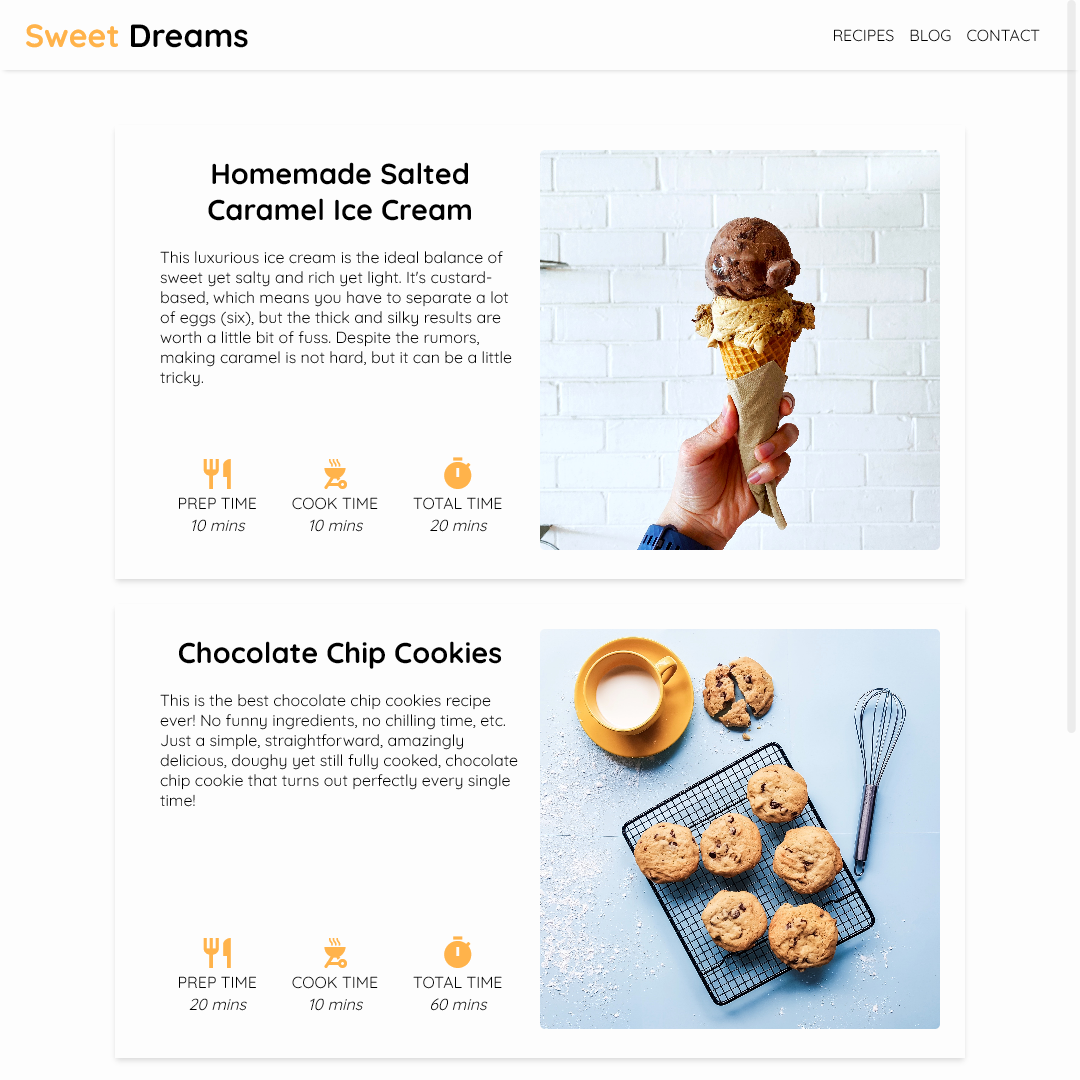 Sweet Dreams
RECIPES BLOG CONTACT
Homemade Salted
Caramel Ice Cream
This luxurious ice cream is the ideal balance of
sweet yet salty and rich yet light. It's custard-
based, which means you have to separate a lot
of eggs (six), but the thick and silky results are
worth a little bit of fuss. Despite the rumors,
making caramel is not hard, but it can be a little
tricky.
PREP TIME COOK TIME TOTAL TIME
10 mins 10 mins 20 mins
Chocolate Chip Cookies
This is the best chocolate chip cookies recipe
ever! No funny ingredients, no chilling time, etc.
Just a simple, straightforward, amazingly
delicious, doughy yet still fully cooked, chocolate
chip cookie that turns out perfectly every single
time!
PREP TIME COOK TIME TOTAL TIME
20 mins 10 mins 60 mins